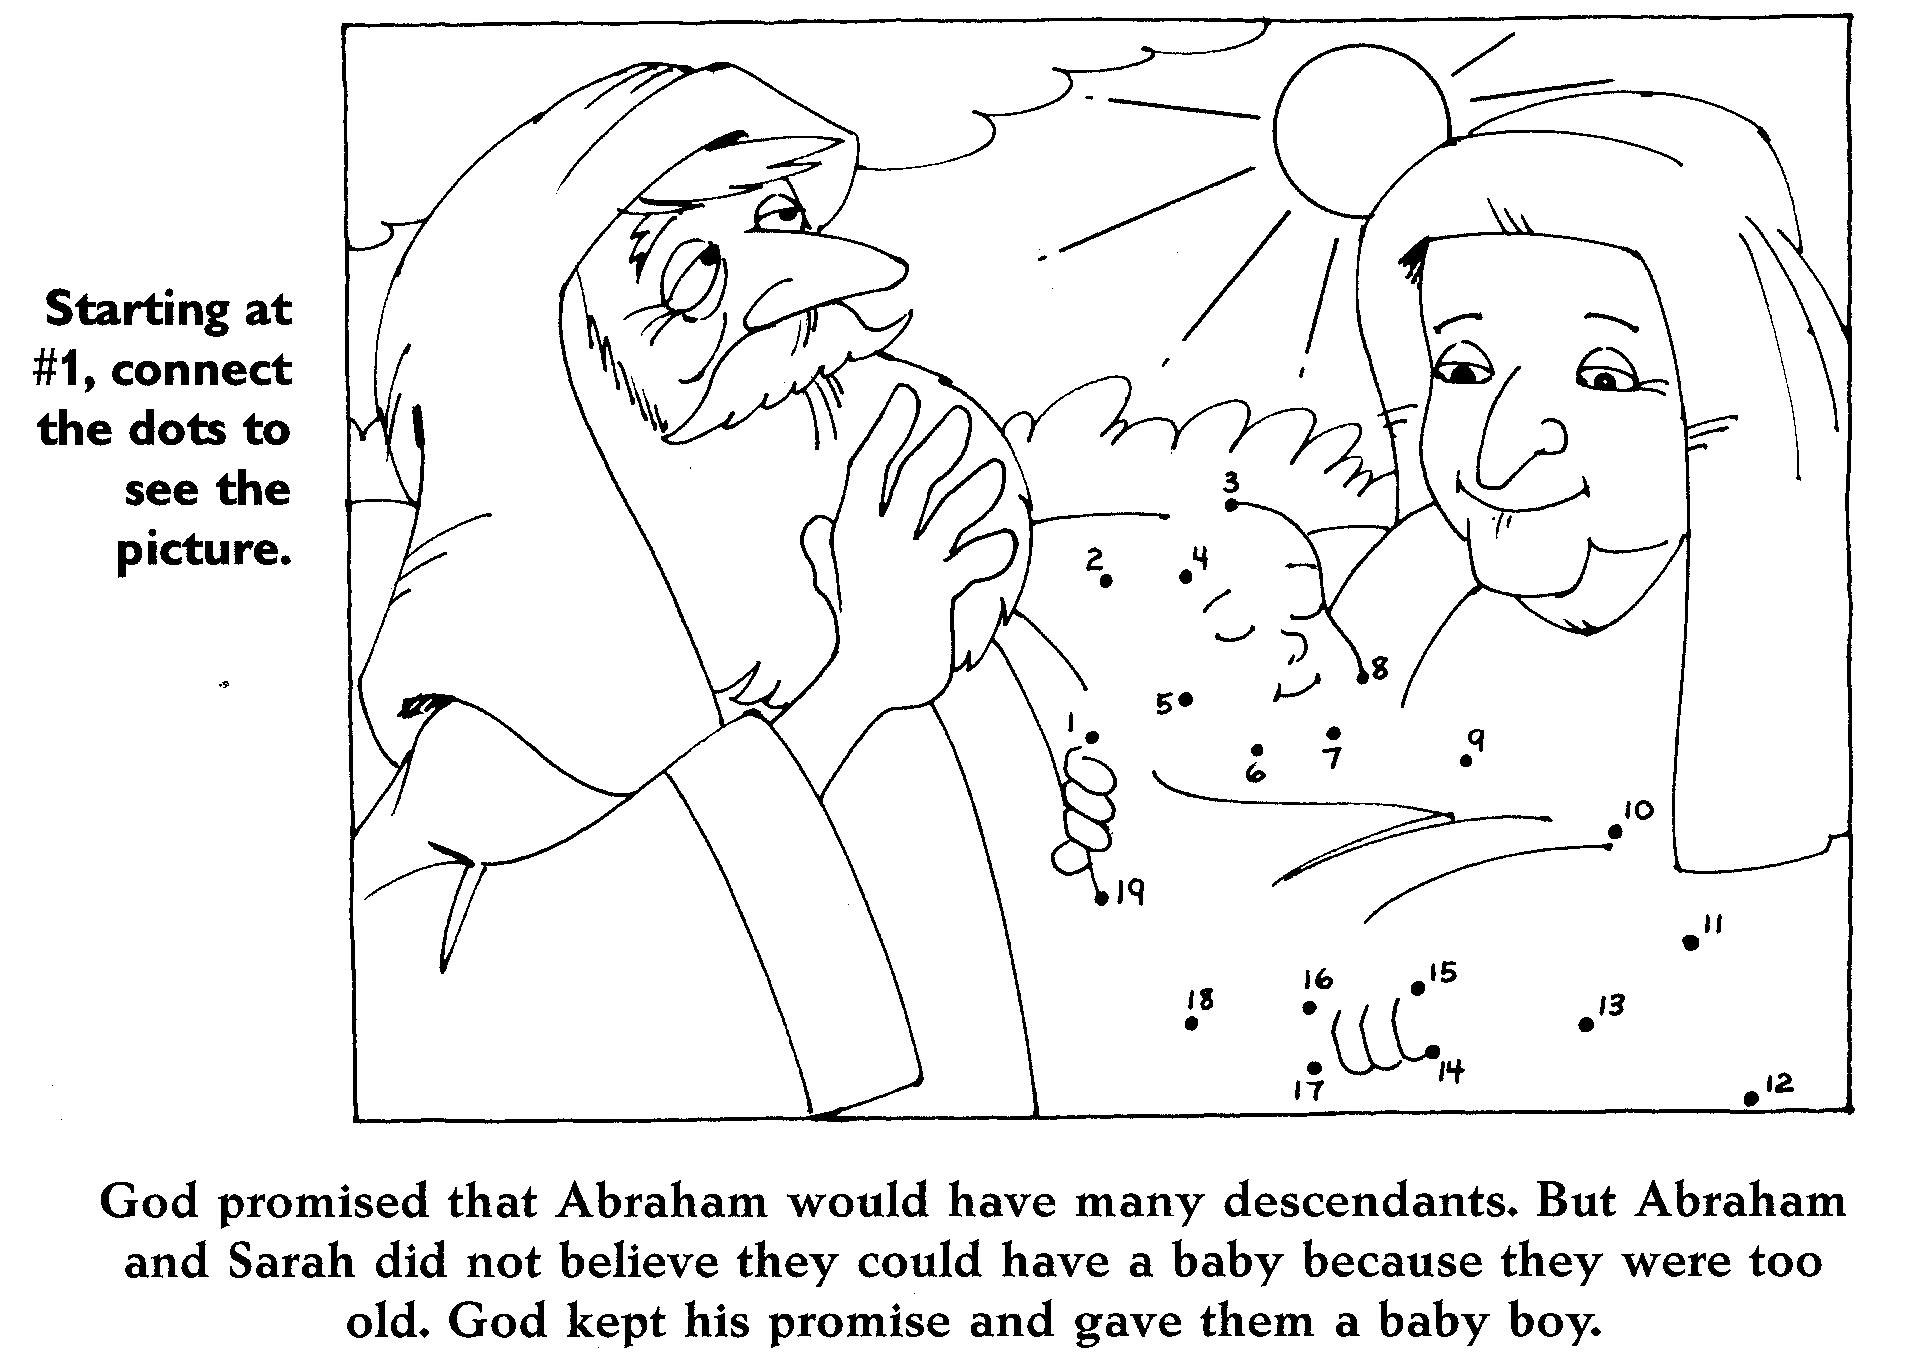 Starting at
#1, connect
the dots to
see the
picture.
3
2
4
8
5
1
9
7
6
10
19
11
15
16
18
13
14
17
12
God promised that Abraham would have many descendants. But Abraham
and Sarah did not believe they could have a baby because they were too
old. God kept his promise and gave them a baby boy.